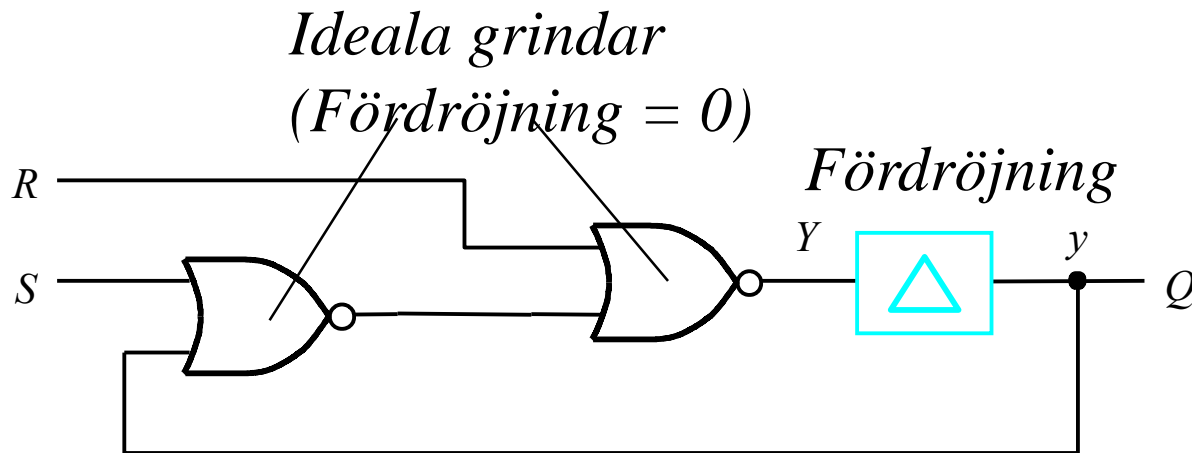 Ideala grindar
(Fördröjning = 0)
Fördröjning
R
Y
y
S
Q